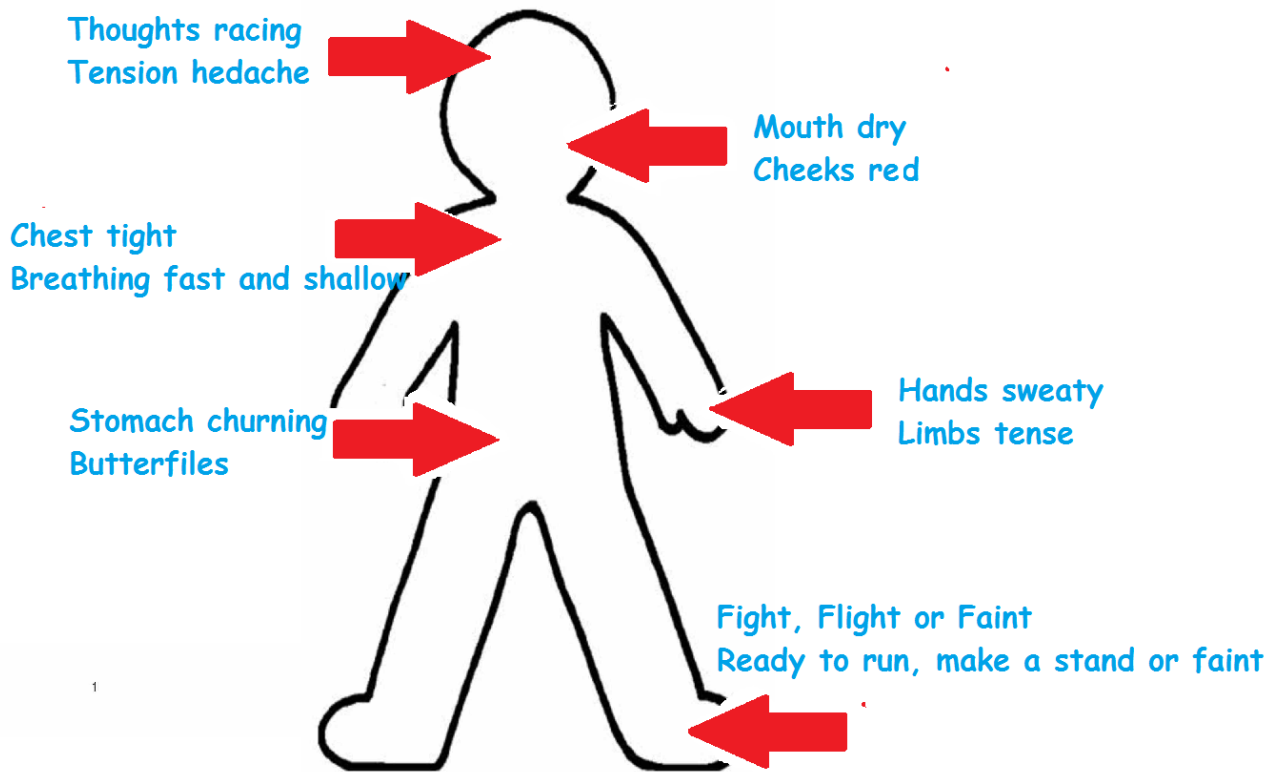 Thoughts racing
Tension hedache
Mouth dry
Cheeks red
Chest tight
Breathing fast and shallow
Hands sweaty
Limbs tense
Stomach churning
Butterfiles
Fight, Flight or Faint
Ready to run, make a stand or faint
1